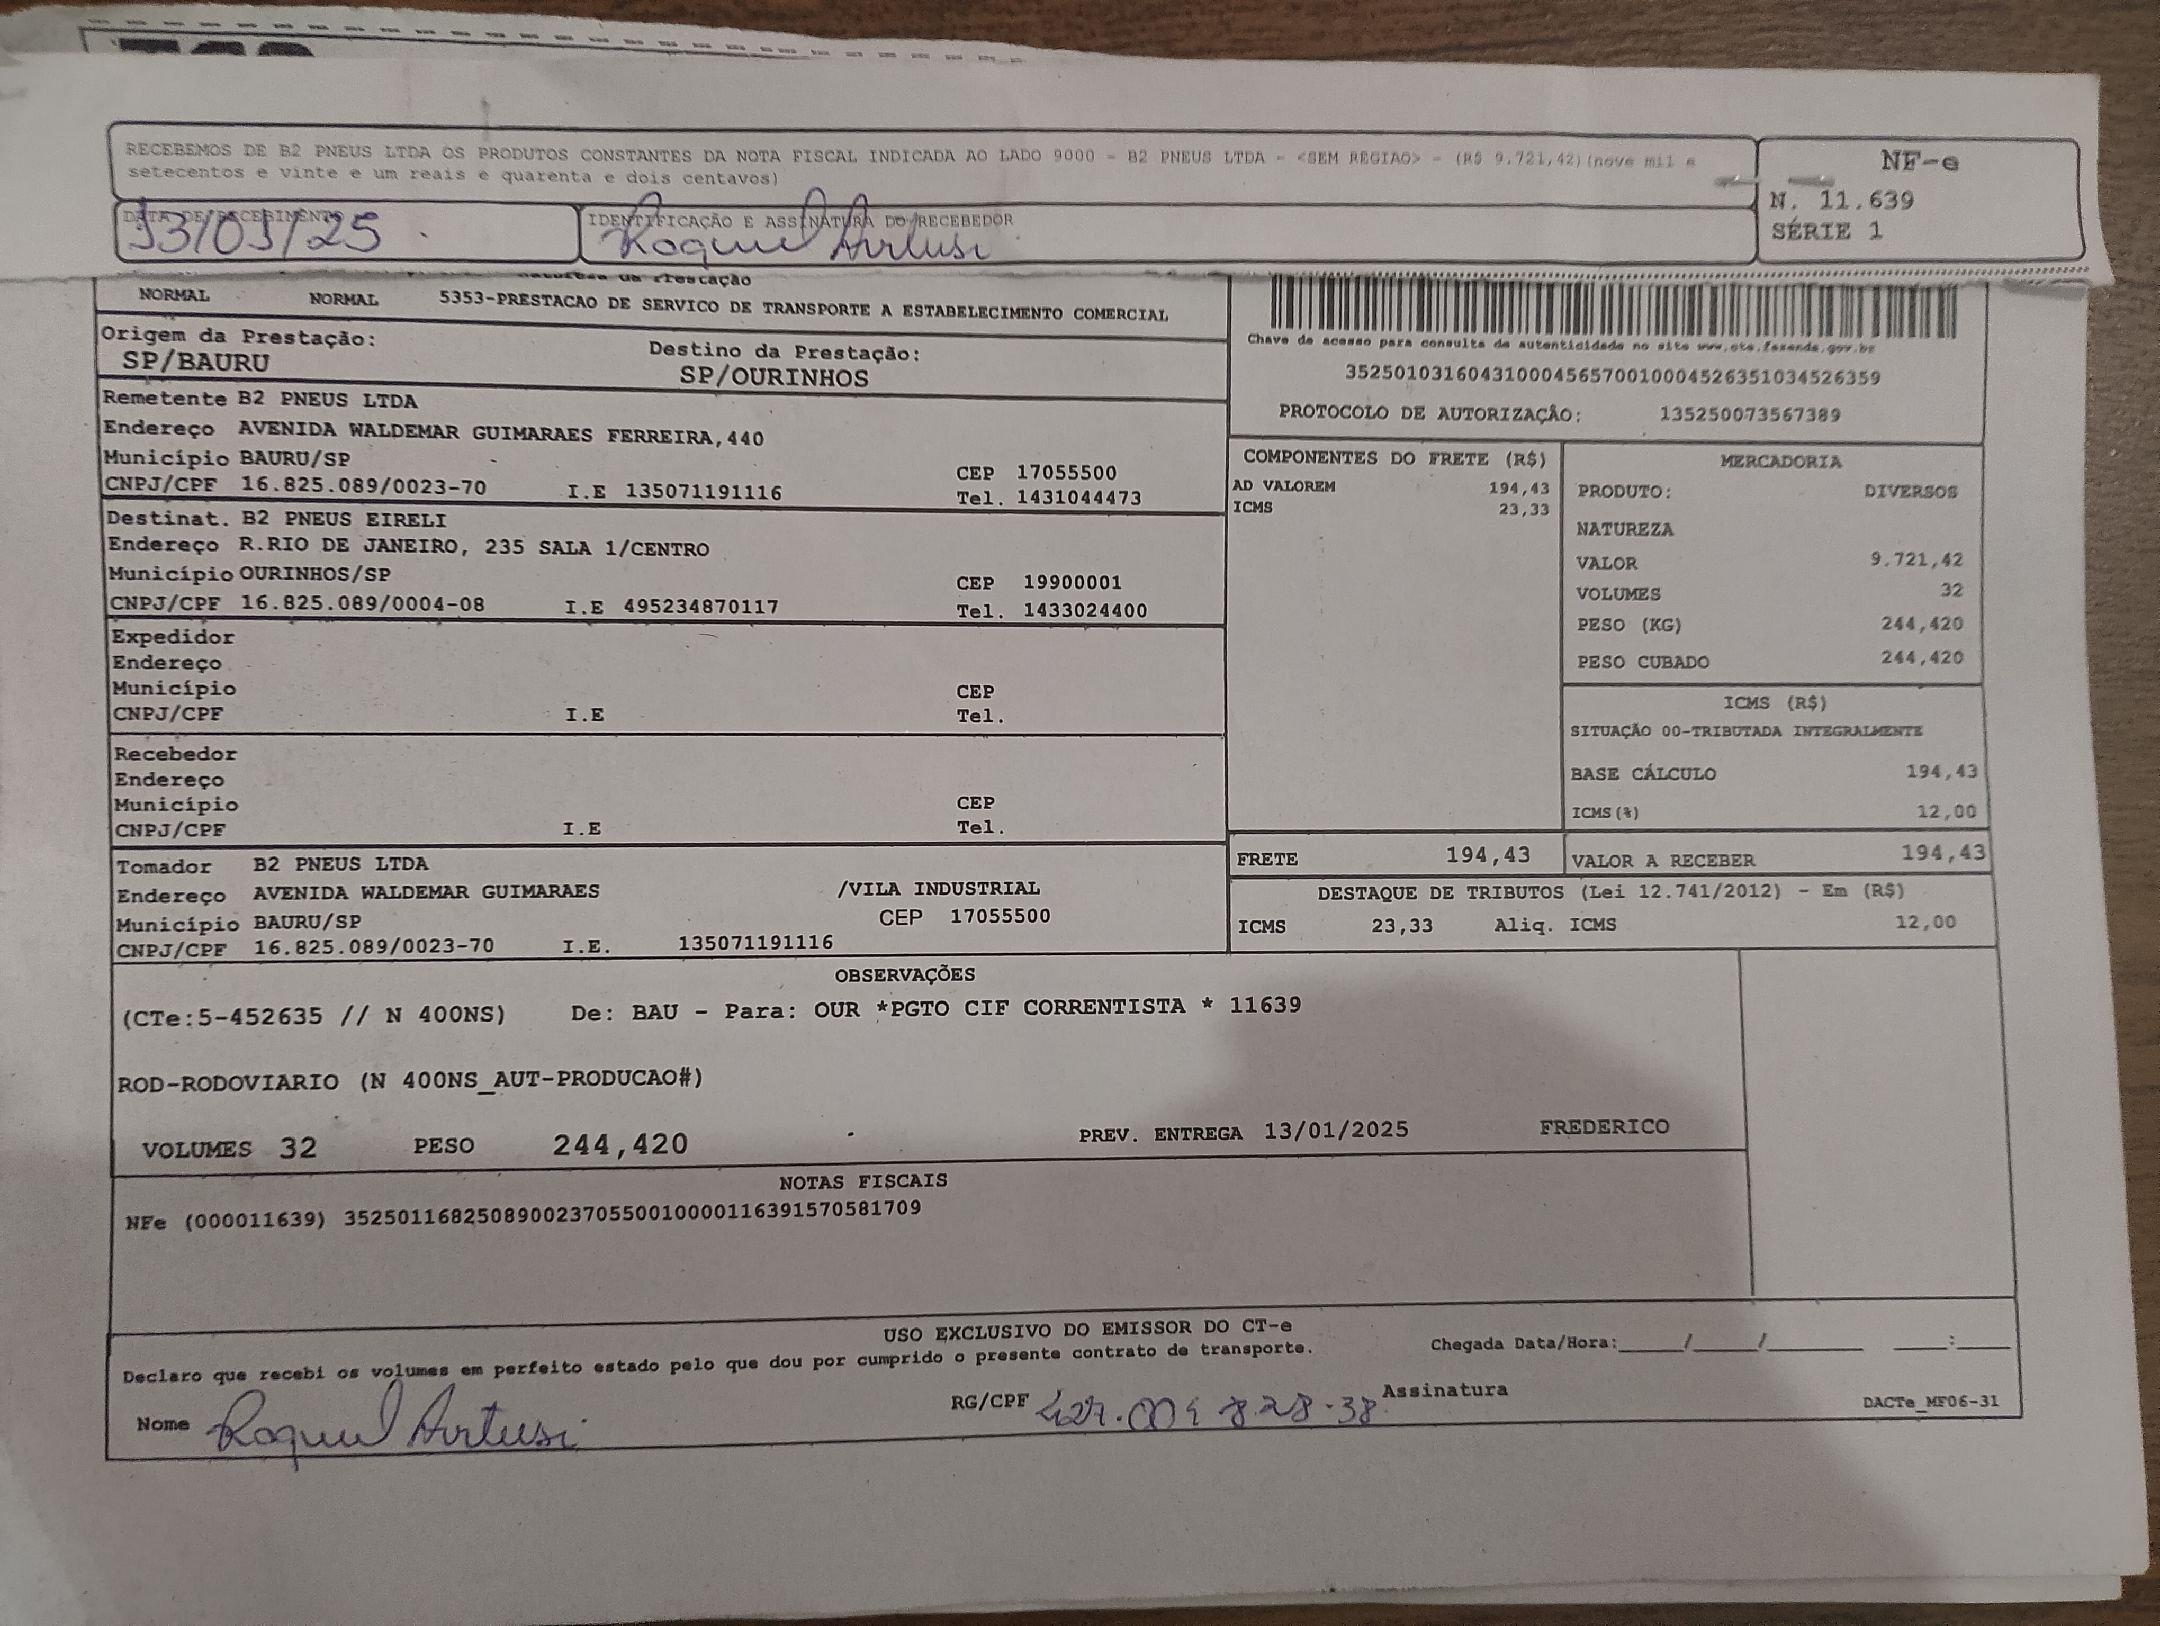 RECEBEMOS DE B2 PNEUS LTDA OS PRODUTOS CONSTANTES DA NOTA FISCAL INDICADA AO LADO 9000 - B2 PNEUS LTDA - <SEM REGIAO> - (R$ 9.721,42)(nove mil e
setecentos e vinte e um reais e quarenta e dois centavos)
NF-e
N. 11.639
SÉRIE 1
DATA DE RECEBIMENTO
13/01/25
IDENTIFICAÇÃO E ASSINATURA DO RECEBEDOR
Raquel Artusi
da Prestação
NORMAL NORMAL 5353-PRESTACAO DE SERVICO DE TRANSPORTE A ESTABELECIMENTO COMERCIAL
Origem da Prestação: Destino da Prestação:
SP/BAURU SP/OURINHOS
Chave de acesso para consulta de autenticidade no site www.cte.fazenda.gov.br
35250103160431000456570010004526351034526359
PROTOCOLO DE AUTORIZAÇÃO: 135250073567389
Remetente B2 PNEUS LTDA
Endereço AVENIDA WALDEMAR GUIMARAES FERREIRA,440
Município BAURU/SP CEP 17055500
CNPJ/CPF 16.825.089/0023-70 I.E 135071191116 Tel. 1431044473
Destinat. B2 PNEUS EIRELI
Endereço R.RIO DE JANEIRO, 235 SALA 1/CENTRO
Município OURINHOS/SP CEP 19900001
CNPJ/CPF 16.825.089/0004-08 I.E 495234870117 Tel. 1433024400
Expedidor
Endereço
Município CEP
CNPJ/CPF I.E Tel.
Recebedor
Endereço
Município CEP
CNPJ/CPF I.E Tel.
Tomador B2 PNEUS LTDA
Endereço AVENIDA WALDEMAR GUIMARAES /VILA INDUSTRIAL
Município BAURU/SP CEP 17055500
CNPJ/CPF 16.825.089/0023-70 I.E. 135071191116
COMPONENTES DO FRETE (R$)
AD VALOREM 194,43
ICMS 23,33
MERCADORIA
PRODUTO: DIVERSOS
NATUREZA
VALOR 9.721,42
VOLUMES 32
PESO (KG) 244,420
PESO CUBADO 244,420
ICMS (R$)
SITUAÇÃO 00-TRIBUTADA INTEGRALMENTE
BASE CÁLCULO 194,43
ICMS(%) 12,00
FRETE 194,43 VALOR A RECEBER 194,43
DESTAQUE DE TRIBUTOS (Lei 12.741/2012) - Em (R$)
ICMS 23,33 Aliq. ICMS 12,00
OBSERVAÇÕES
(CTe:5-452635 // N 400NS) De: BAU - Para: OUR *PGTO CIF CORRENTISTA * 11639
ROD-RODOVIARIO (N 400NS_AUT-PRODUCAO#)
VOLUMES 32 PESO 244,420 PREV. ENTREGA 13/01/2025 FREDERICO
NOTAS FISCAIS
NFe (000011639) 35250116825089002370550010000116391570581709
USO EXCLUSIVO DO EMISSOR DO CT-e
Declaro que recebi os volumes em perfeito estado pelo que dou por cumprido o presente contrato de transporte.
Chegada Data/Hora:_____/_____/_______ ____:____
Nome Raquel Artusi RG/CPF Assinatura
DACTe_MF06-31